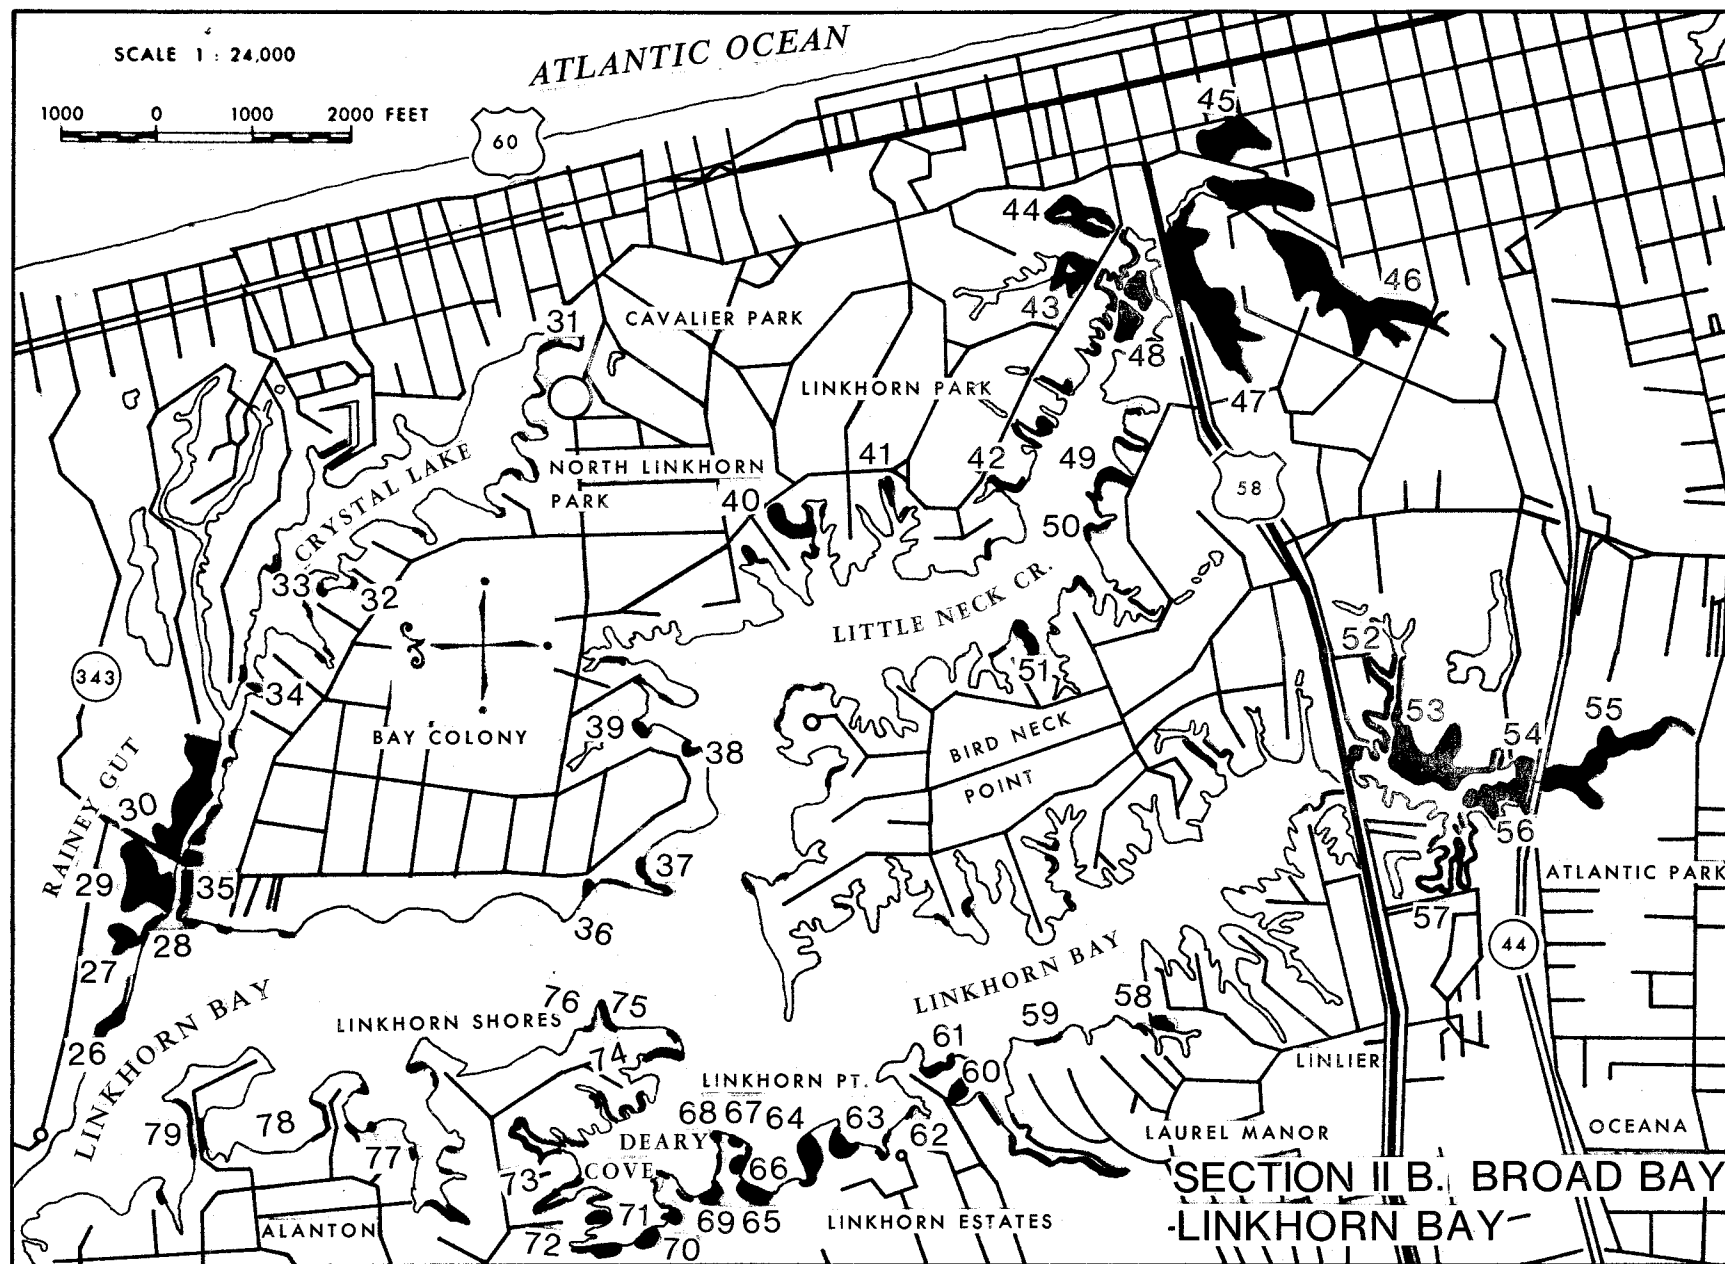 SCALE 1 : 24,000
1000 0 1000 2000 FEET
ATLANTIC OCEAN
60
45
44
46
43
31
CAVALIER PARK
48
LINKHORN PARK
47
41
42
49
CRYSTAL LAKE
NORTH LINKHORN
PARK
58
40
50
33
32
LITTLE NECK CR.
52
51
343
34
53
55
39
38
BAY COLONY
BIRD NECK
POINT
54
RAINEY GUT
30
56
29
35
37
ATLANTIC PARK
57
28
36
27
44
LINKHORN BAY
58
76
75
LINKHORN SHORES
59
26
74
61
LINLIER
LINKHORN BAY
LINKHORN PT.
60
68
67
64
63
62
79
78
DEARY
COVE
LAUREL MANOR
OCEANA
77
66
73
SECTION II B. BROAD BAY
-LINKHORN BAY
ALANTON
71
69
65
LINKHORN ESTATES
72
70